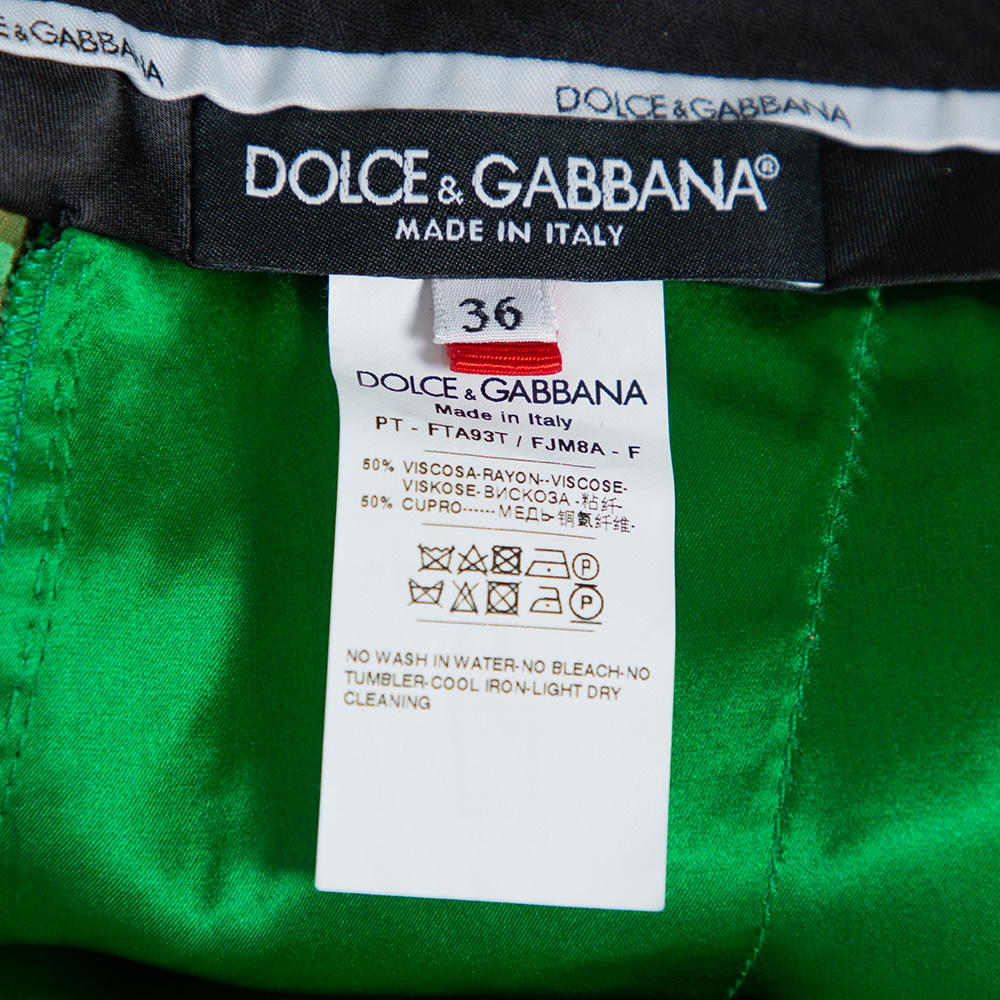 E&GABBANA
DOLCE&GABBANA
DOLCE&GABBANA®
MADE IN ITALY
36
DOLCE&GABBANA
Made in Italy
PT - FTA93T / FJM8A - F
50% VISCOSA-RAYON--VISCOSE-
VISKOSE-ВИСКОЗА -粘纤-
50% CUPRO------МЕДЬ-铜氨纤维-
P
P
NO WASH IN WATER-NO BLEACH-NO
TUMBLER-COOL IRON-LIGHT DRY
CLEANING